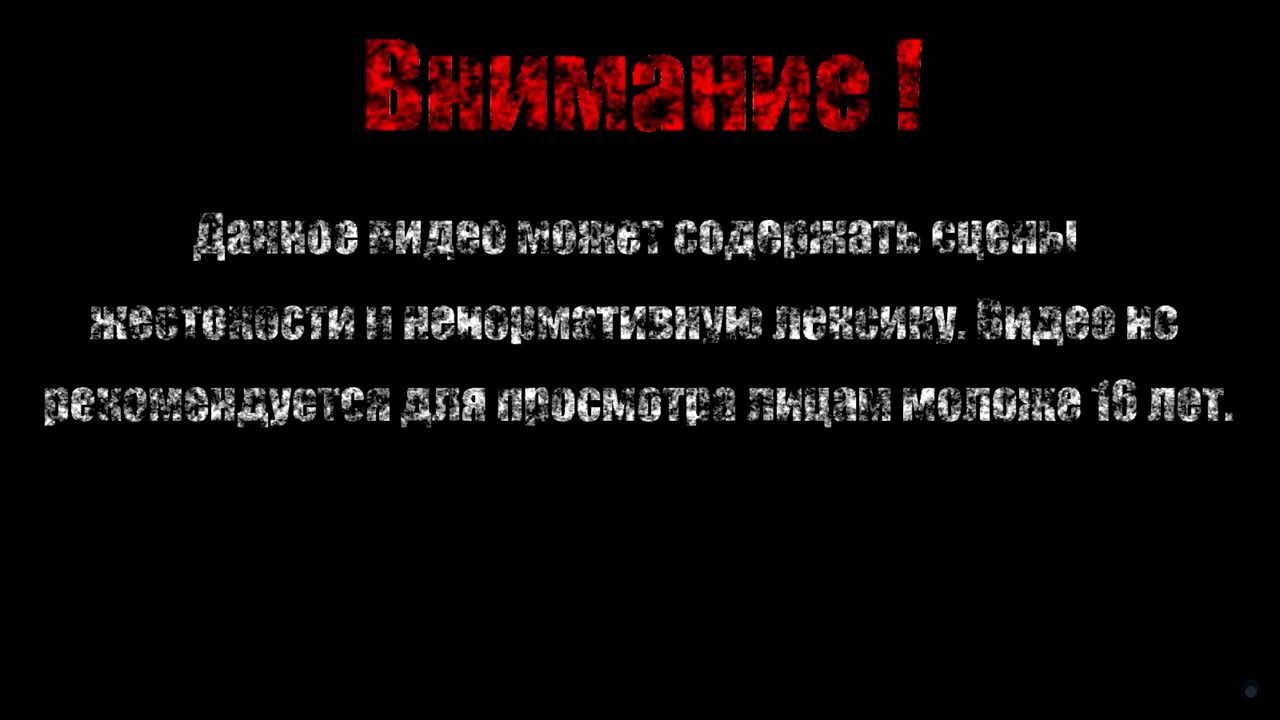 Внимание !
Данное видео может содержать сцены
жестокости и ненормативную лексику. Видео не
рекомендуется для просмотра лицам моложе 16 лет.